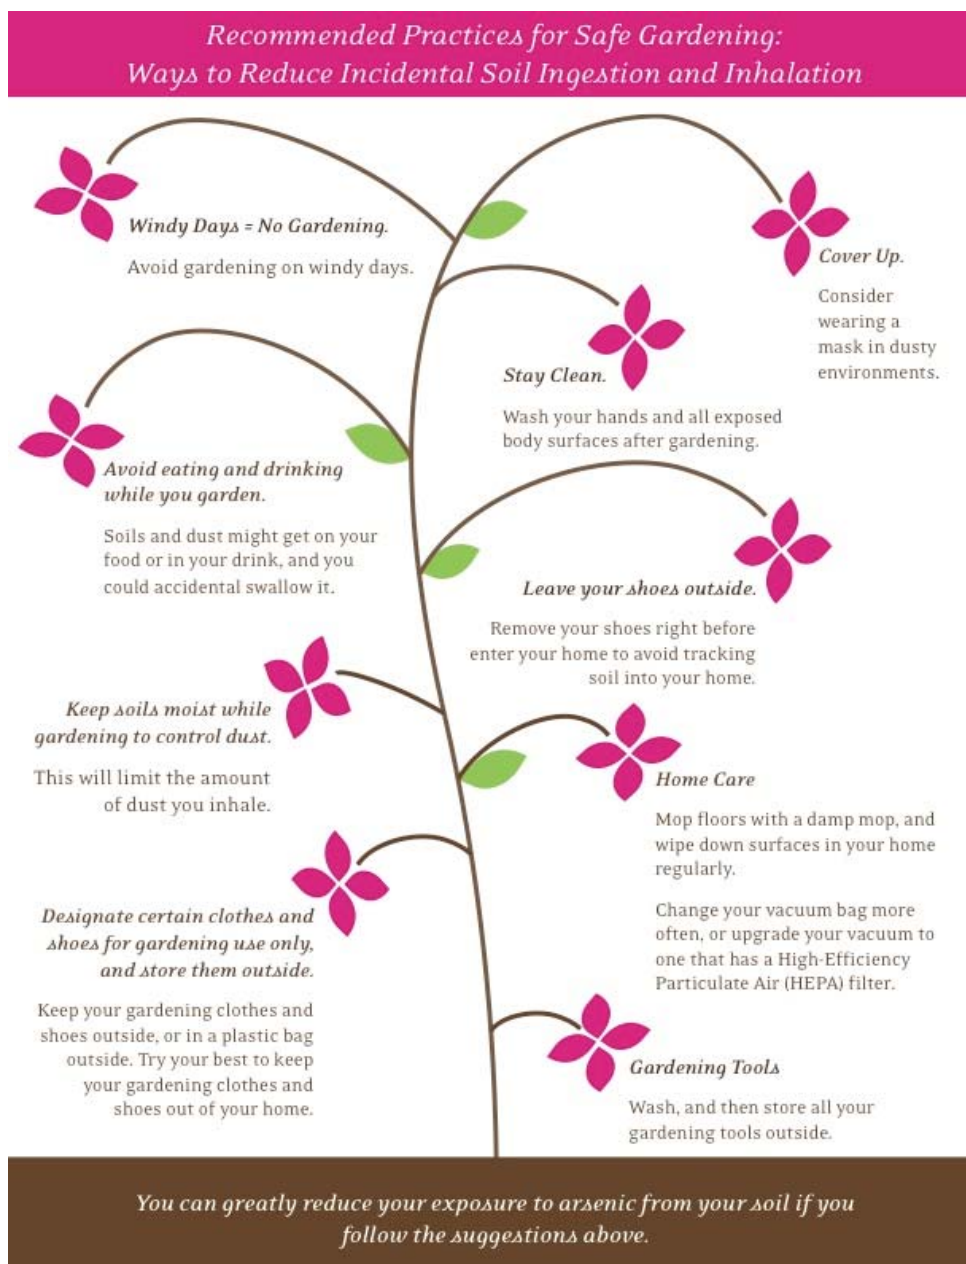 Recommended Practices for Safe Gardening:
Ways to Reduce Incidental Soil Ingestion and Inhalation
Windy Days = No Gardening.
Avoid gardening on windy days.
Cover Up.
Consider
wearing a
mask in dusty
environments.
Stay Clean.
Wash your hands and all exposed
body surfaces after gardening.
Avoid eating and drinking
while you garden.
Soils and dust might get on your
food or in your drink, and you
could accidental swallow it.
Leave your shoes outside.
Remove your shoes right before
enter your home to avoid tracking
soil into your home.
Keep soils moist while
gardening to control dust.
This will limit the amount
of dust you inhale.
Home Care
Mop floors with a damp mop, and
wipe down surfaces in your home
regularly.
Change your vacuum bag more
often, or upgrade your vacuum to
one that has a High-Efficiency
Particulate Air (HEPA) filter.
Designate certain clothes and
shoes for gardening use only,
and store them outside.
Keep your gardening clothes and
shoes outside, or in a plastic bag
outside. Try your best to keep
your gardening clothes and
shoes out of your home.
Gardening Tools
Wash, and then store all your
gardening tools outside.
You can greatly reduce your exposure to arsenic from your soil if you
follow the suggestions above.